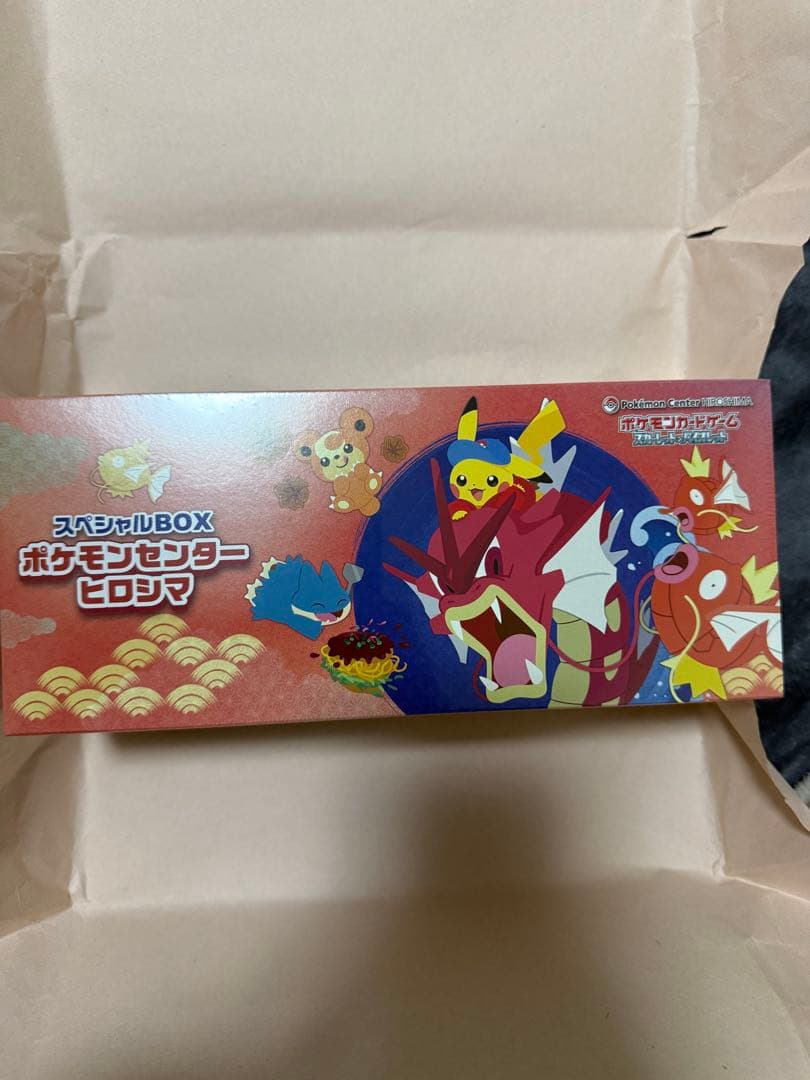 スペシャルBOX
ポケモンセンター
ヒロシマ
Pokémon Center HIROSHIMA
ポケモンカードゲーム
スカーレット&バイオレット